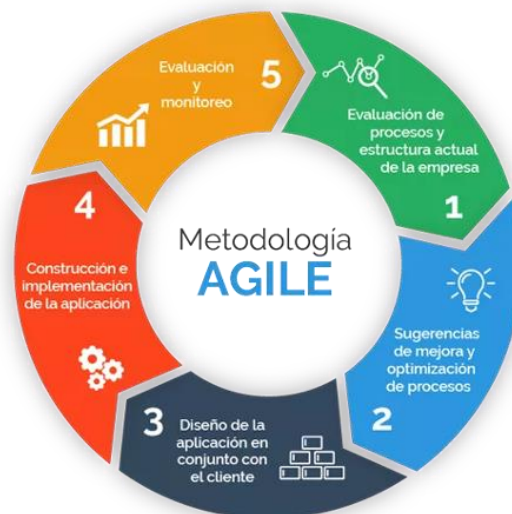 Metodología
AGILE
Evaluación de
procesos y
estructura actual
de la empresa
1
Sugerencias
de mejora y
optimización
de procesos
2
3
Diseño de la
aplicación en
conjunto con
el cliente
4
Construcción e
implementación
de la aplicación
Evaluación
y
monitoreo
5